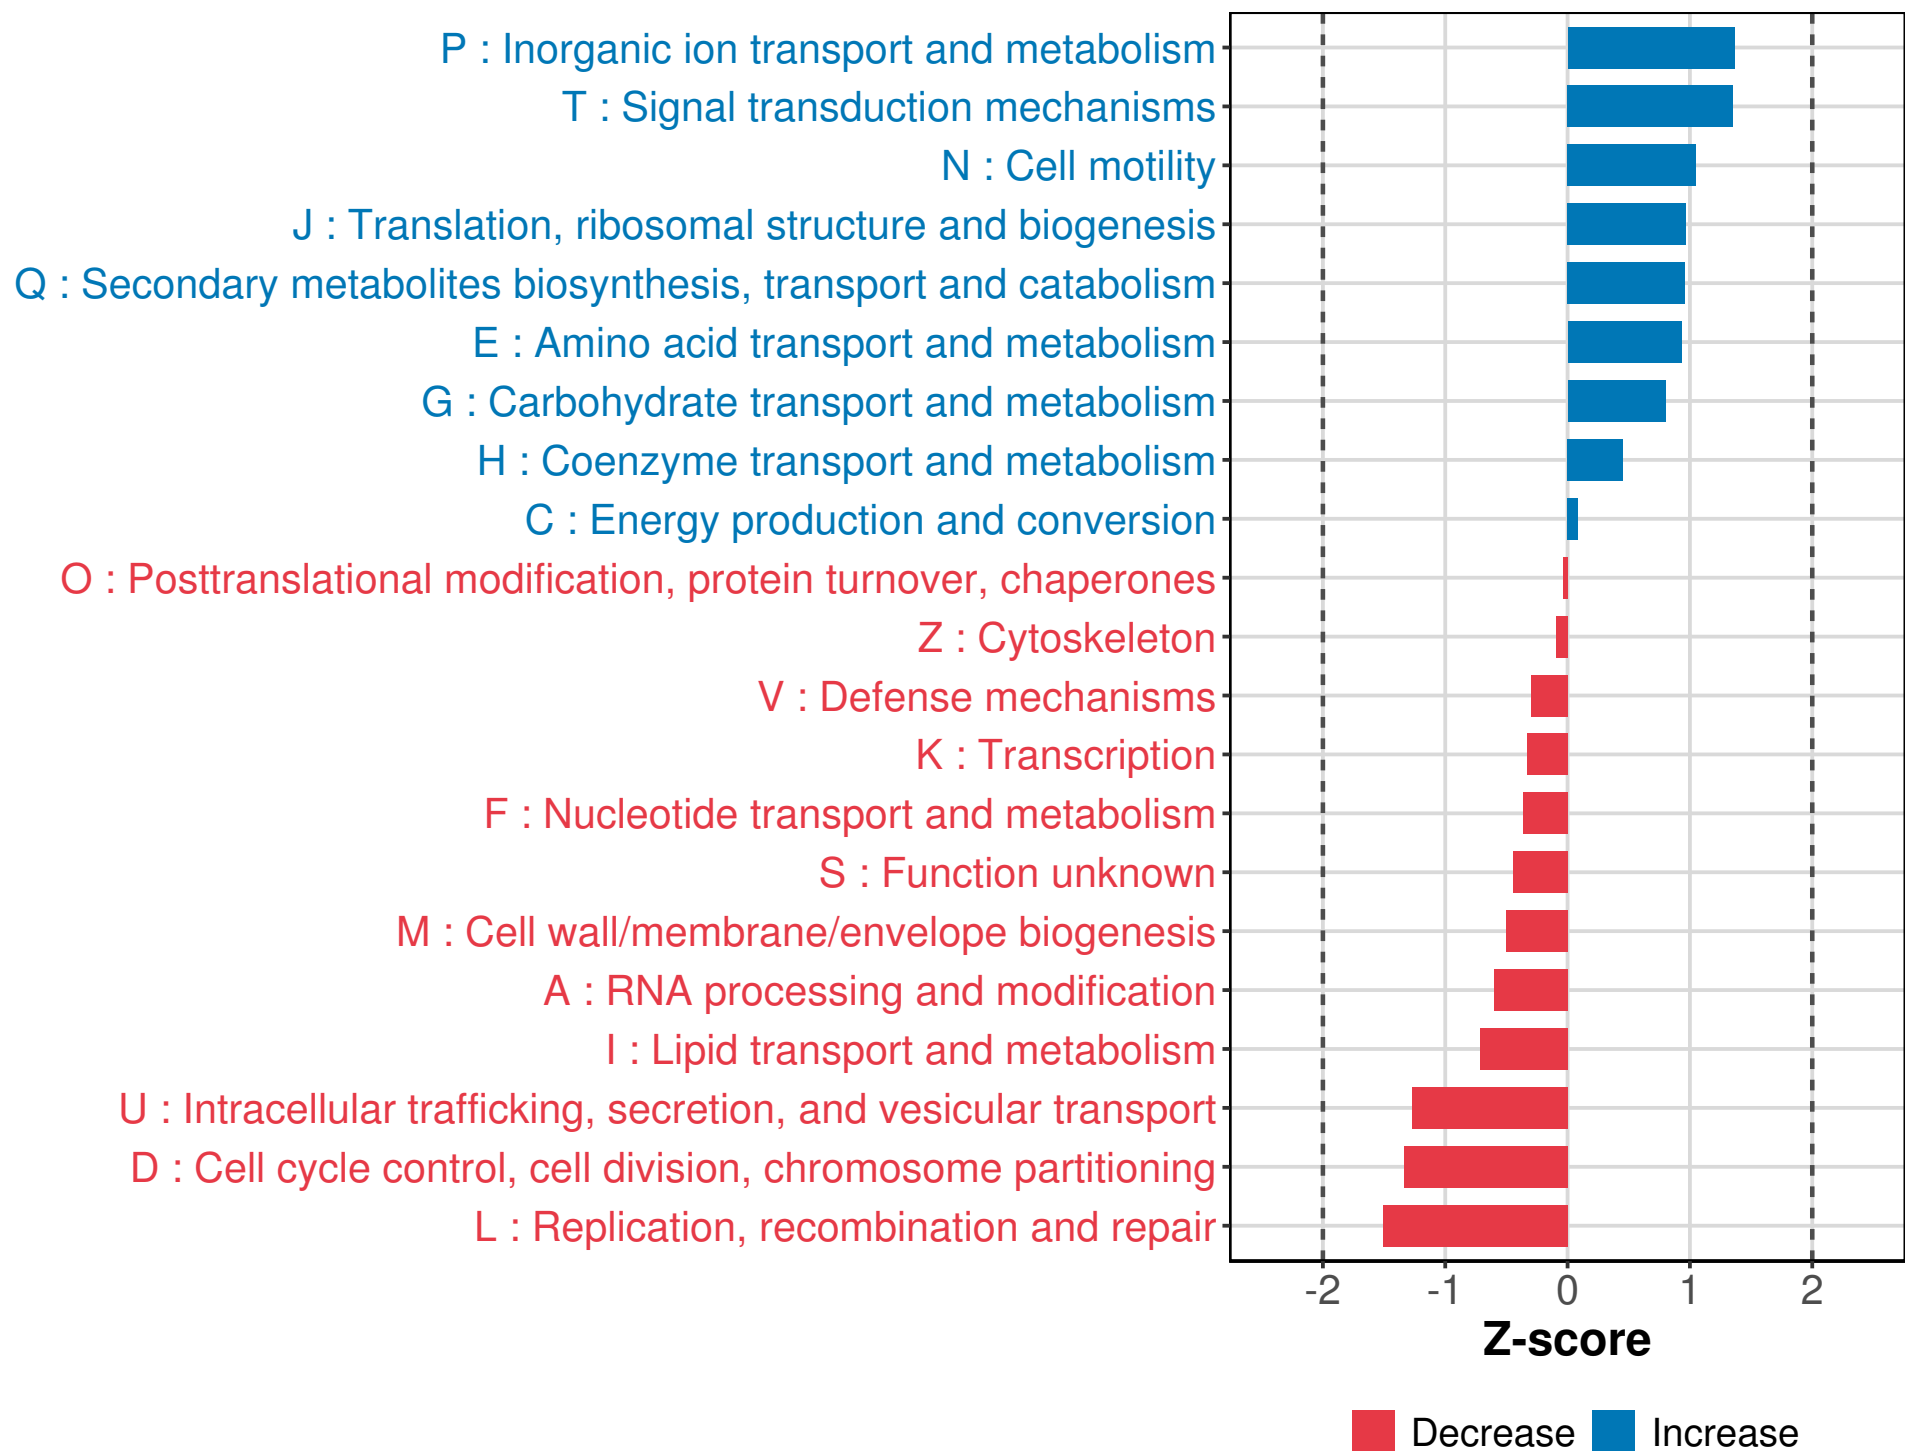 P : Inorganic ion transport and metabolism
T : Signal transduction mechanisms
N : Cell motility
J : Translation, ribosomal structure and biogenesis
Q : Secondary metabolites biosynthesis, transport and catabolism
E : Amino acid transport and metabolism
G : Carbohydrate transport and metabolism
H : Coenzyme transport and metabolism
C : Energy production and conversion
O : Posttranslational modification, protein turnover, chaperones
Z : Cytoskeleton
V : Defense mechanisms
K : Transcription
F : Nucleotide transport and metabolism
S : Function unknown
M : Cell wall/membrane/envelope biogenesis
A : RNA processing and modification
I : Lipid transport and metabolism
U : Intracellular trafficking, secretion, and vesicular transport
D : Cell cycle control, cell division, chromosome partitioning
L : Replication, recombination and repair
-2 -1 0 1 2
Z-score
Decrease Increase